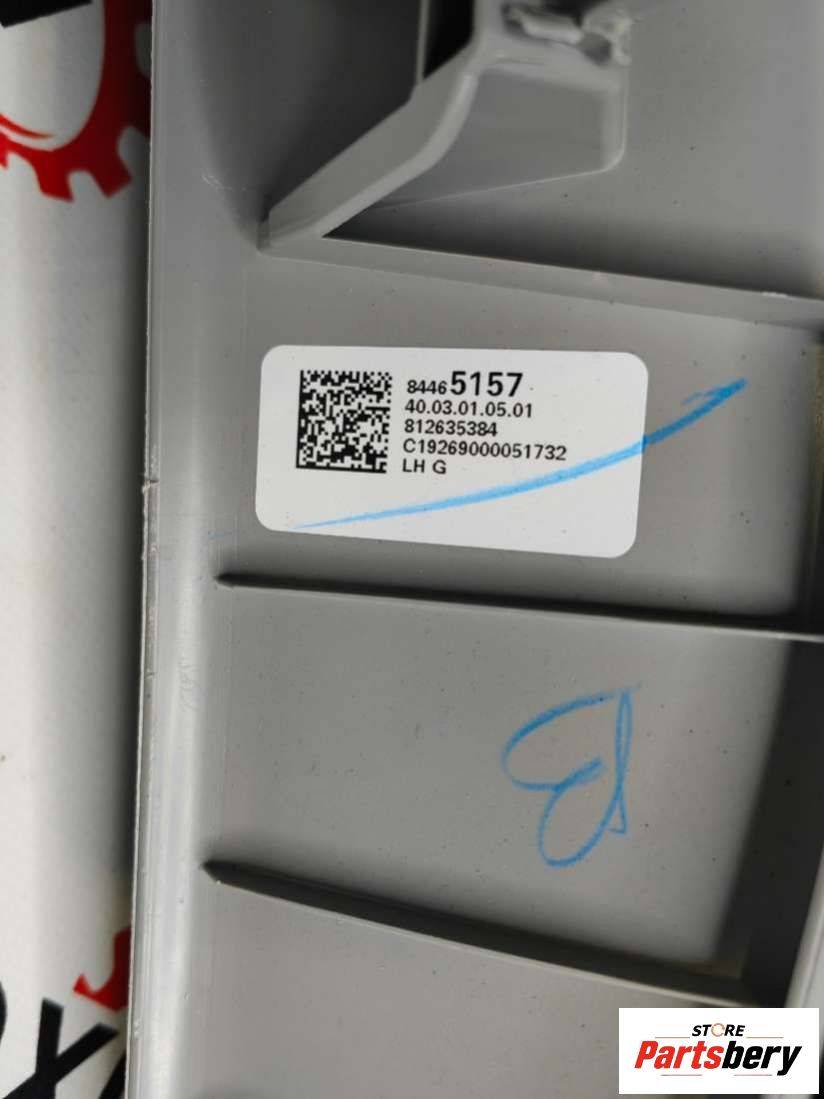 84465157
40.03.01.05.01
812635384
C19269000051732
LH G
B
STORE
Partsbery